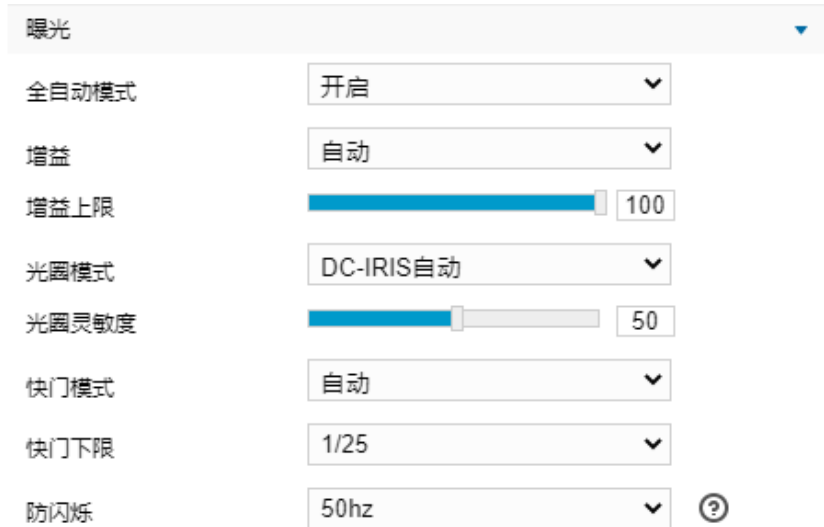 曝光
全自动模式 开启
增益 自动
增益上限 100
光圈模式 DC-IRIS自动
光圈灵敏度 50
快门模式 自动
快门下限 1/25
防闪烁 50hz ?